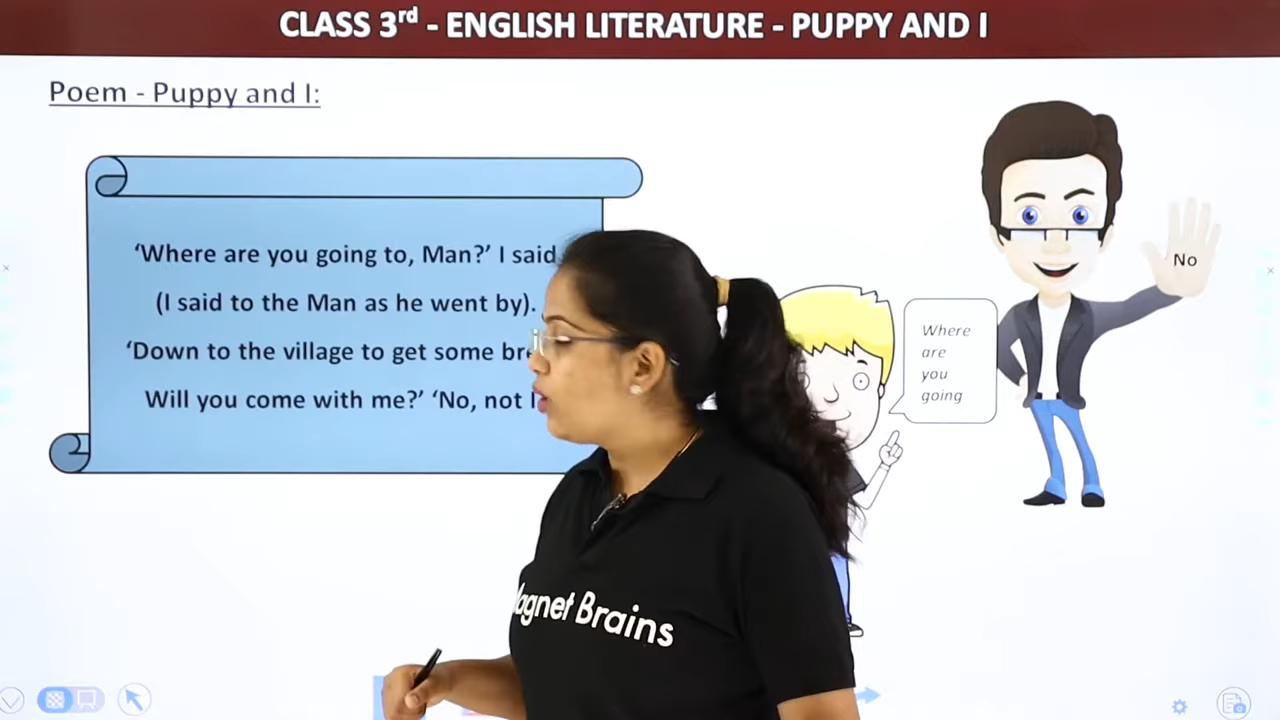 CLASS 3rd - ENGLISH LITERATURE - PUPPY AND I
Poem - Puppy and I:
‘Where are you going to, Man?’ I said
(I said to the Man as he went by).
‘Down to the village to get some
Will you come with me?’ ‘No, not I
Where
are
you
going
No
Brains